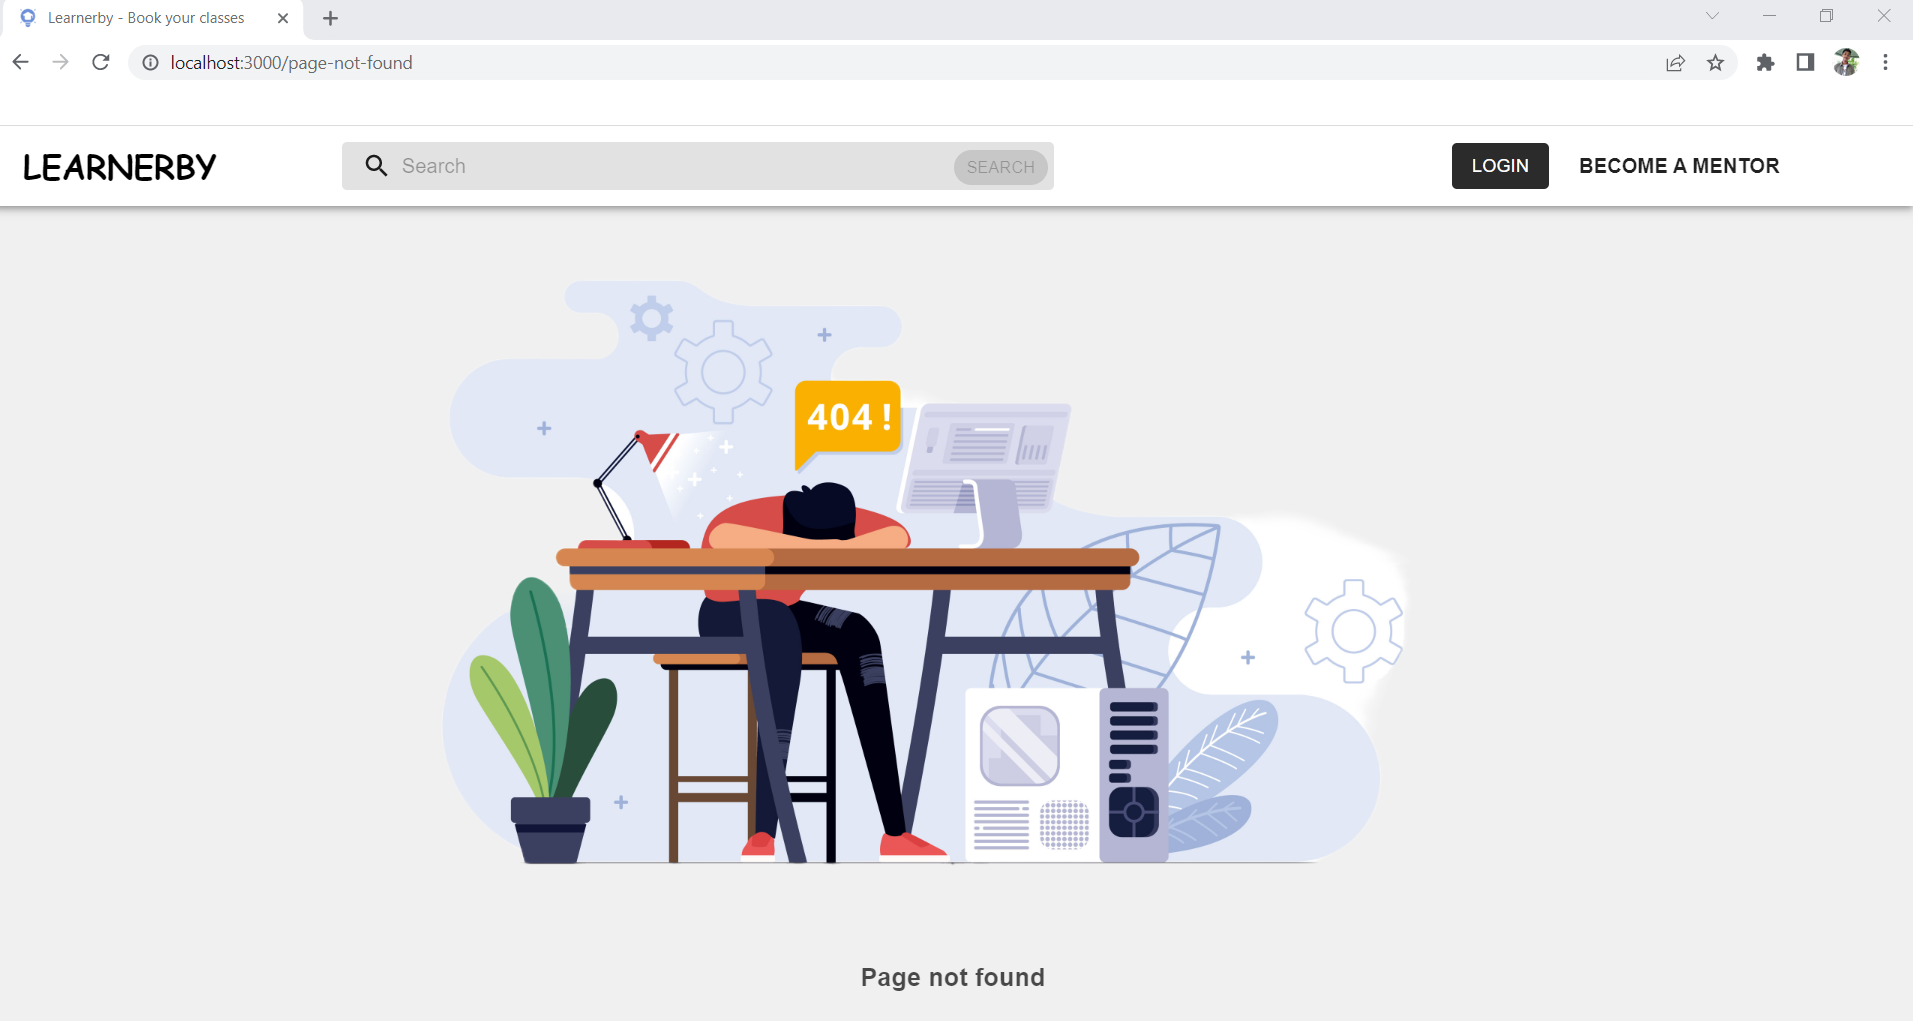 Learnerby - Book your classes
localhost:3000/page-not-found
LEARNERBY
Search
SEARCH
LOGIN
BECOME A MENTOR
404!
Page not found